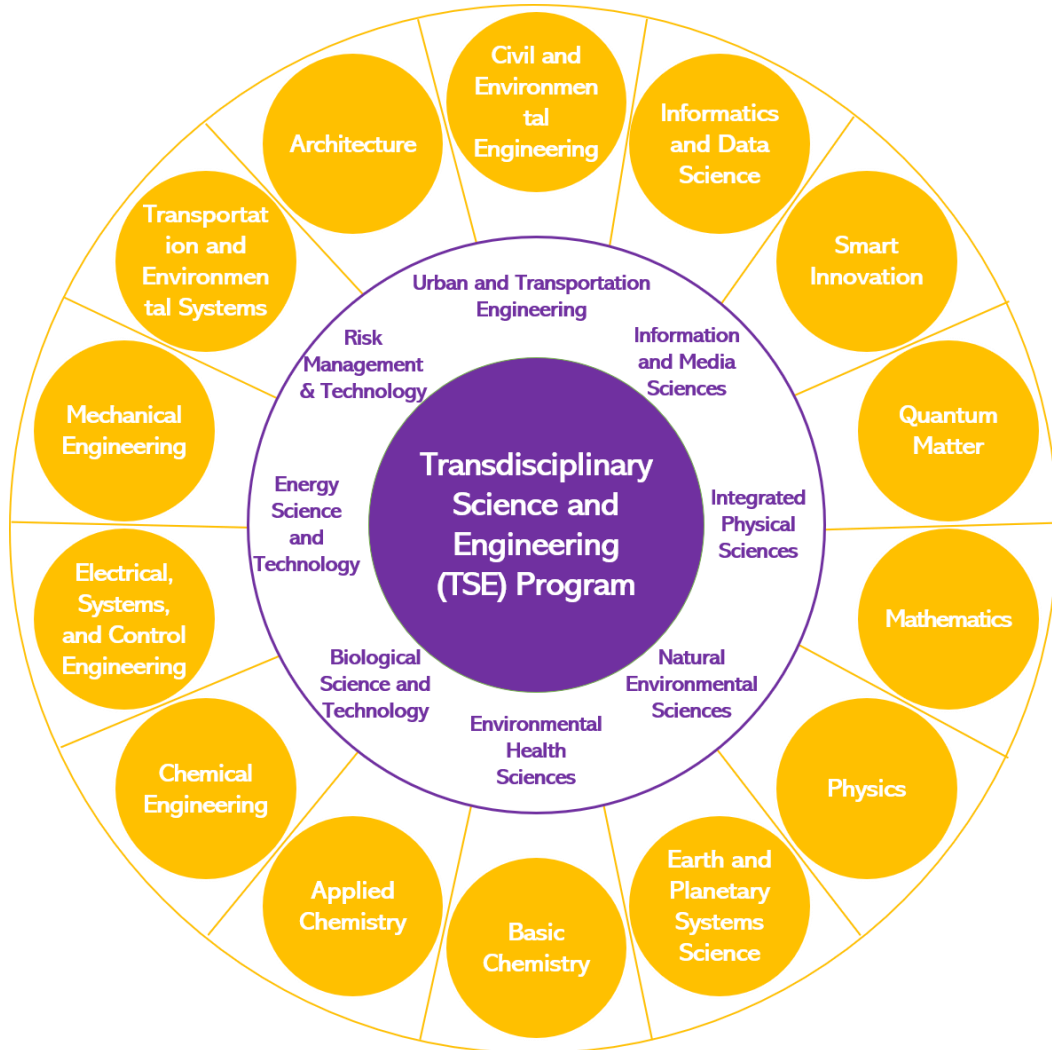 Civil and
Environmen
tal
Engineering
Informatics
and Data
Science
Smart
Innovation
Quantum
Matter
Mathematics
Physics
Earth and
Planetary
Systems
Science
Basic
Chemistry
Applied
Chemistry
Chemical
Engineering
Electrical,
Systems,
and Control
Engineering
Mechanical
Engineering
Transportat
ion and
Environmen
tal Systems
Architecture
Urban and Transportation
Engineering
Information
and Media
Sciences
Integrated
Physical
Sciences
Natural
Environmental
Sciences
Environmental
Health
Sciences
Biological
Science and
Technology
Energy
Science
and
Technology
Risk
Management
& Technology
Transdisciplinary
Science and
Engineering
(TSE) Program